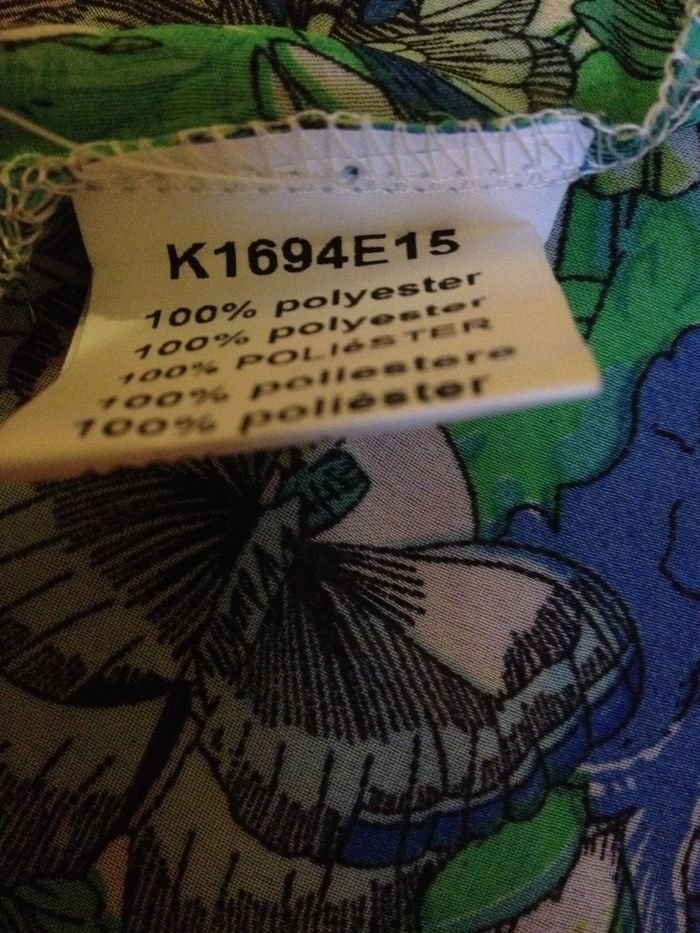 K1694E15
100% polyester
100% polyester
100% POLIéSTER
100% poliestere
100% poliéster